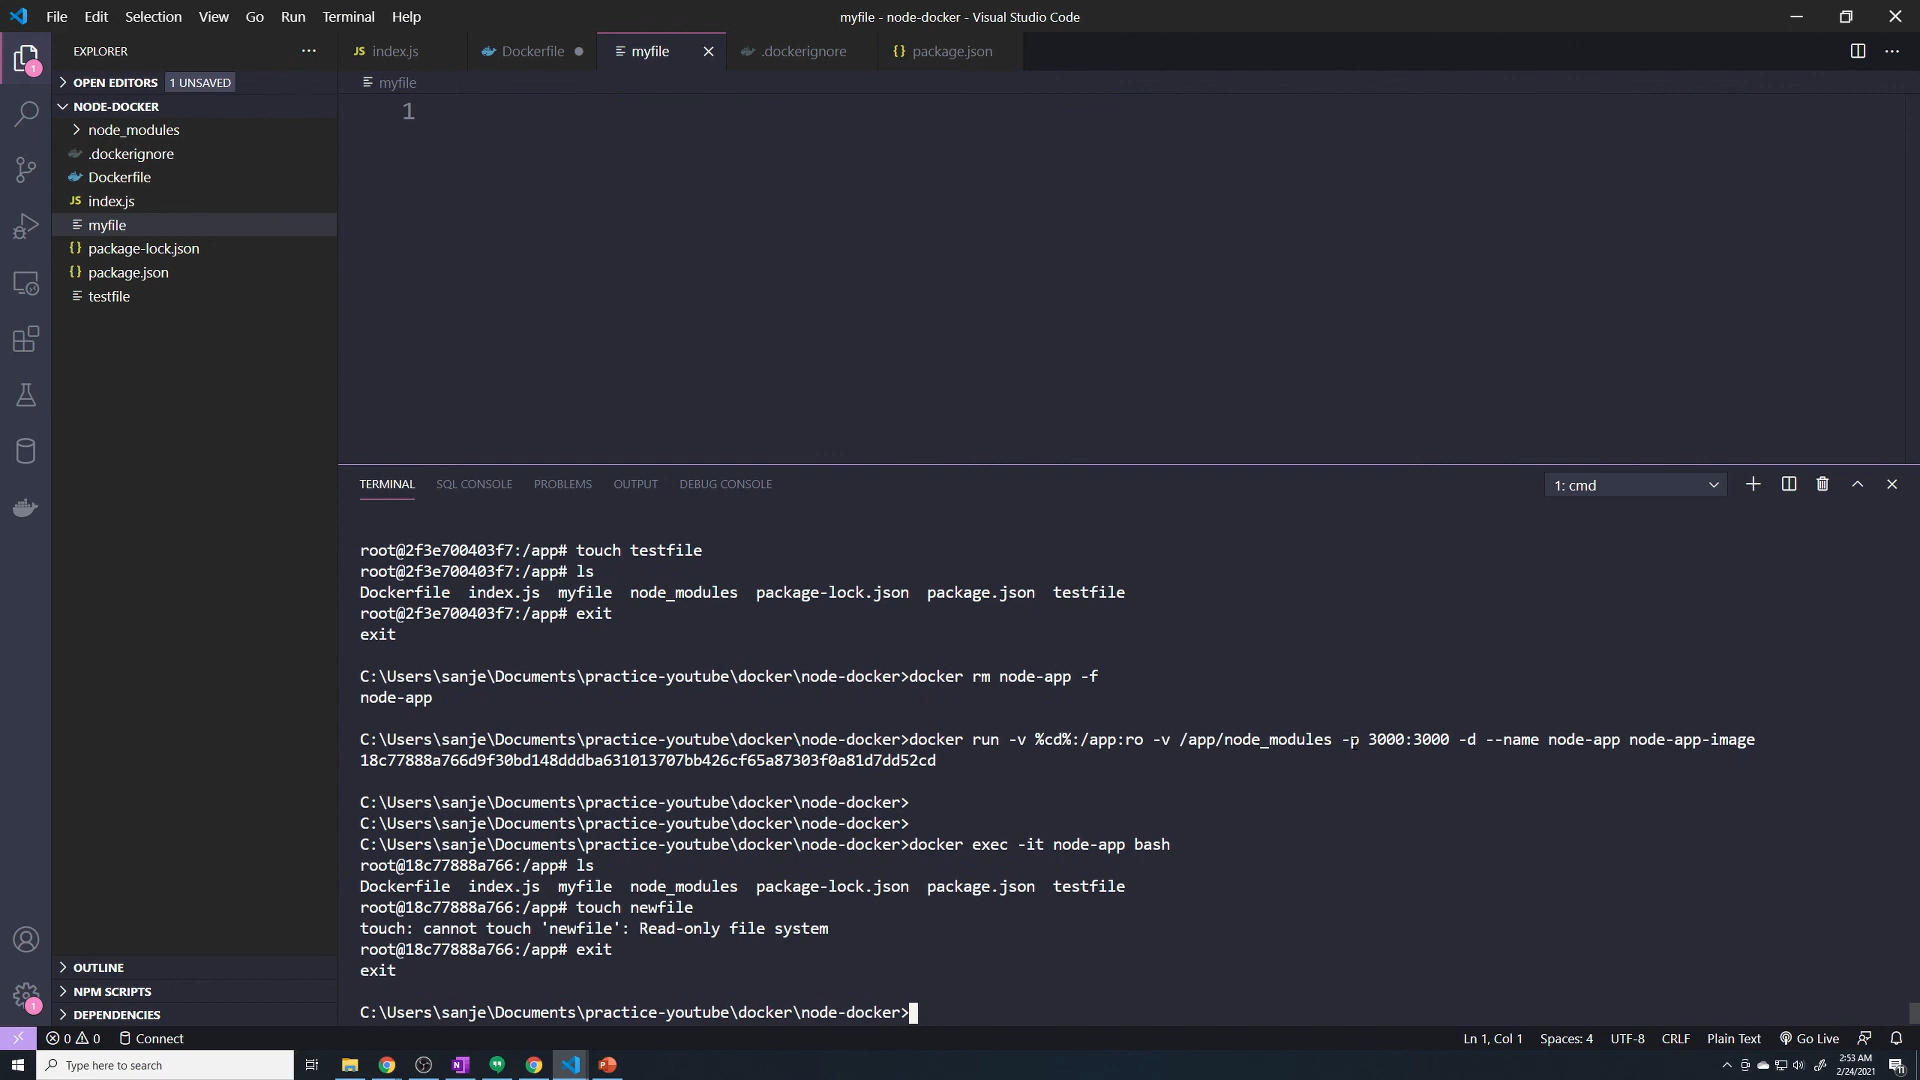 File Edit Selection View Go Run Terminal Help
myfile - node-docker - Visual Studio Code
EXPLORER
index.js
Dockerfile
myfile
.dockerignore
package.json
OPEN EDITORS 1 UNSAVED
myfile
NODE-DOCKER
1
node_modules
.dockerignore
Dockerfile
index.js
myfile
package-lock.json
package.json
testfile
TERMINAL SQL CONSOLE PROBLEMS OUTPUT DEBUG CONSOLE
1: cmd
root@2f3e700403f7:/app# touch testfile
root@2f3e700403f7:/app# ls
Dockerfile index.js myfile node_modules package-lock.json package.json testfile
root@2f3e700403f7:/app# exit
exit
C:\Users\sanje\Documents\practice-youtube\docker\node-docker>docker rm node-app -f
node-app
C:\Users\sanje\Documents\practice-youtube\docker\node-docker>docker run -v %cd%:/app:ro -v /app/node_modules -p 3000:3000 -d --name node-app node-app-image
18c77888a766d9f30bd148dddba631013707bb426cf65a87303f0a81d7dd52cd
C:\Users\sanje\Documents\practice-youtube\docker\node-docker>
C:\Users\sanje\Documents\practice-youtube\docker\node-docker>
C:\Users\sanje\Documents\practice-youtube\docker\node-docker>docker exec -it node-app bash
root@18c77888a766:/app# ls
Dockerfile index.js myfile node_modules package-lock.json package.json testfile
root@18c77888a766:/app# touch newfile
touch: cannot touch 'newfile': Read-only file system
root@18c77888a766:/app# exit
exit
C:\Users\sanje\Documents\practice-youtube\docker\node-docker>
OUTLINE
NPM SCRIPTS
DEPENDENCIES
0 0 Connect
Ln 1, Col 1 Spaces: 4 UTF-8 CRLF Plain Text Go Live
Type here to search
2:53 AM
2/24/2021